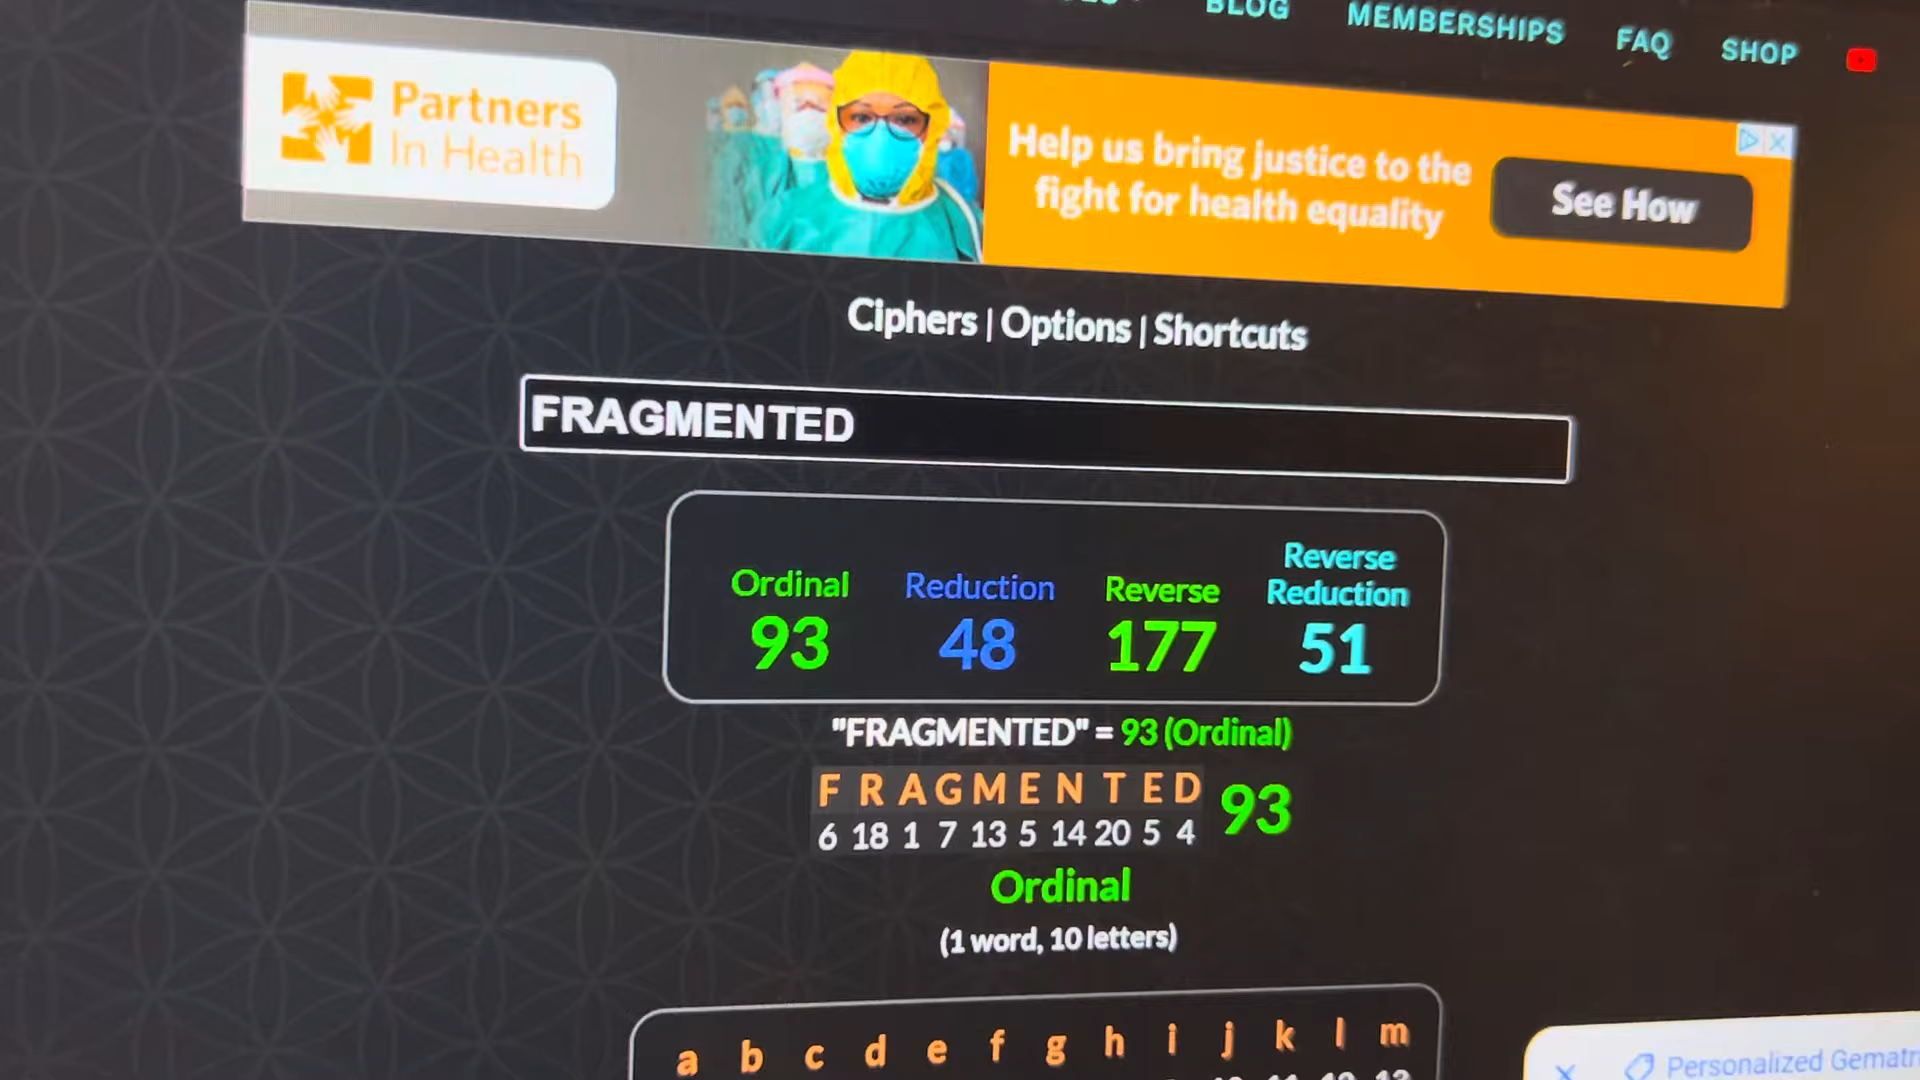 BLOG MEMBERSHIPS FAQ SHOP
Partners
In Health
Help us bring justice to the
fight for health equality
See How
Ciphers | Options | Shortcuts
FRAGMENTED
Ordinal Reduction Reverse Reverse Reduction
93 48 177 51
"FRAGMENTED" = 93 (Ordinal)
F R A G M E N T E D
6 18 1 7 13 5 14 20 5 4
93
Ordinal
(1 word, 10 letters)
a b c d e f g h i j k l m
Personalized